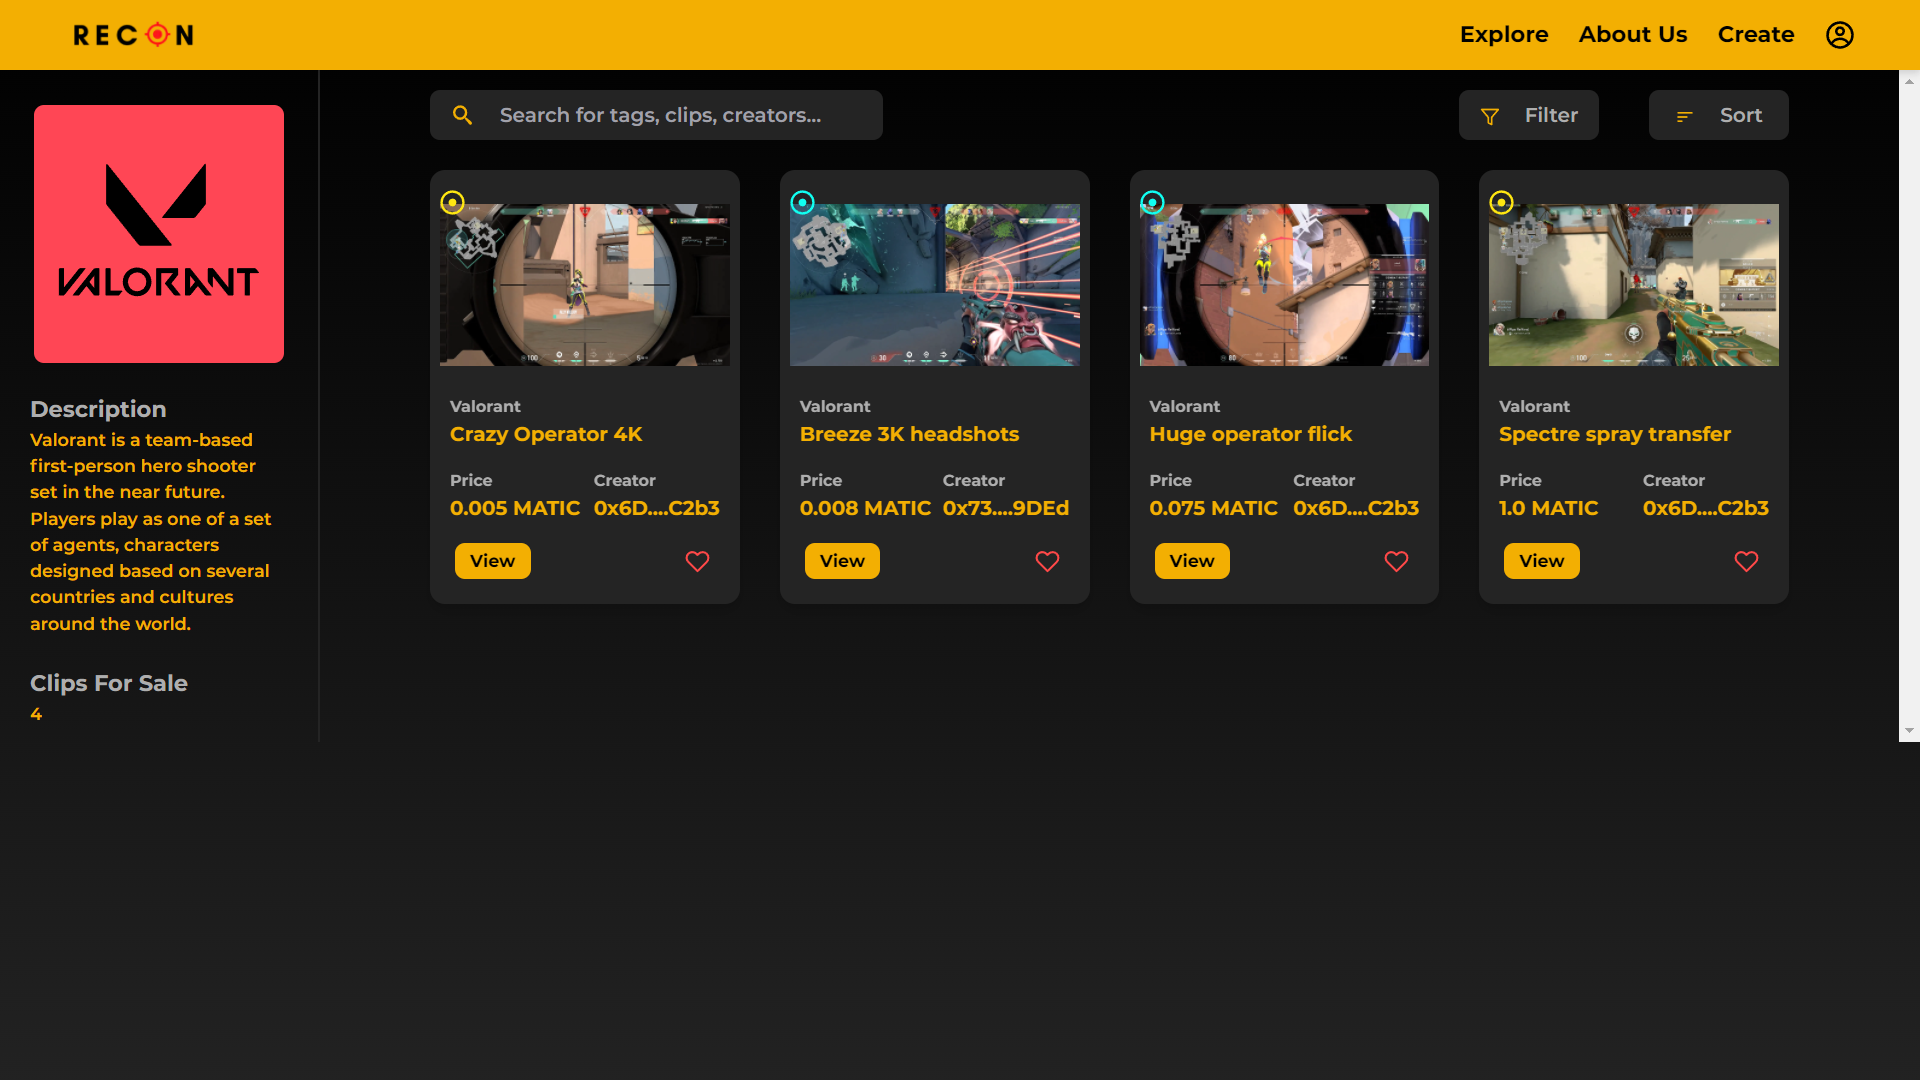 RECON
Explore
About Us
Create
VALORANT
Description
Valorant is a team-based
first-person hero shooter
set in the near future.
Players play as one of a set
of agents, characters
designed based on several
countries and cultures
around the world.
Clips For Sale
4
Search for tags, clips, creators...
Filter
Sort
Valorant
Crazy Operator 4K
Price
Creator
0.005 MATIC
0x6D....C2b3
View
Valorant
Breeze 3K headshots
Price
Creator
0.008 MATIC
0x73....9DEd
View
Valorant
Huge operator flick
Price
Creator
0.075 MATIC
0x6D....C2b3
View
Valorant
Spectre spray transfer
Price
Creator
1.0 MATIC
0x6D....C2b3
View